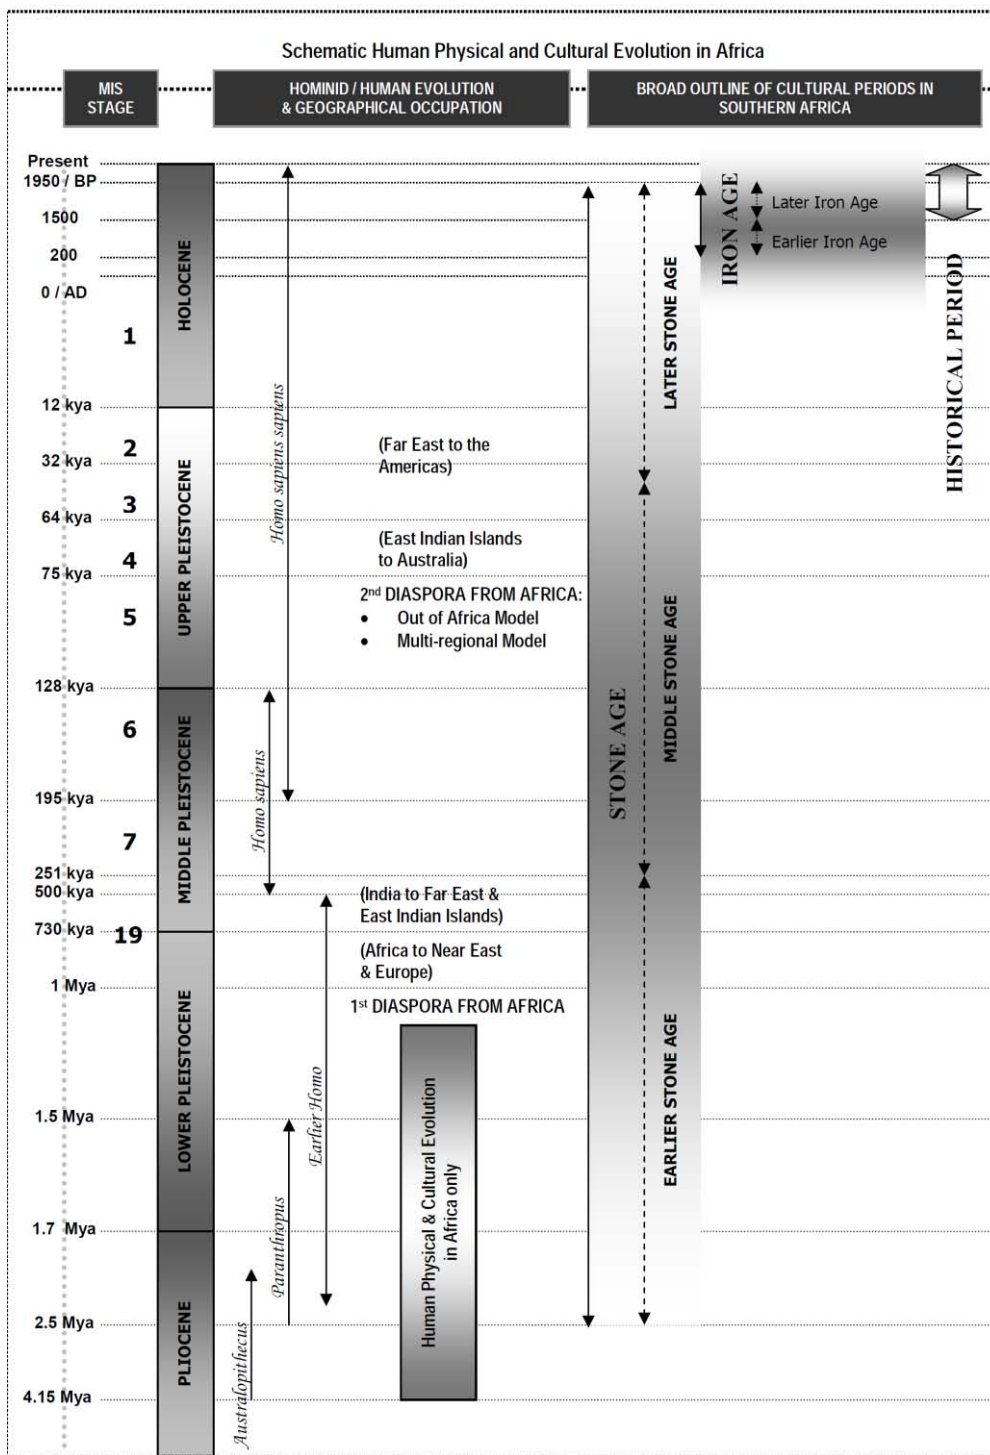 Schematic Human Physical and Cultural Evolution in Africa
MIS
STAGE
HOMINID / HUMAN EVOLUTION
& GEOGRAPHICAL OCCUPATION
BROAD OUTLINE OF CULTURAL PERIODS IN
SOUTHERN AFRICA
Present
1950 / BP
1500
200
0 / AD
12 kya
32 kya
64 kya
75 kya
128 kya
195 kya
251 kya
500 kya
730 kya
1 Mya
1.5 Mya
1.7 Mya
2.5 Mya
4.15 Mya
1
2
3
4
5
6
7
19
HOLOCENE
UPPER PLEISTOCENE
MIDDLE PLEISTOCENE
LOWER PLEISTOCENE
PLIOCENE
Homo sapiens sapiens
Homo sapiens
Earlier Homo
Paranthropus
Australopithecus
(Far East to the
Americas)
(East Indian Islands
to Australia)
2nd DIASPORA FROM AFRICA:
• Out of Africa Model
• Multi-regional Model
(India to Far East &
East Indian Islands)
(Africa to Near East
& Europe)
1st DIASPORA FROM AFRICA
Human Physical & Cultural Evolution
in Africa only
STONE AGE
LATER STONE AGE
MIDDLE STONE AGE
EARLIER STONE AGE
IRON AGE
Later Iron Age
Earlier Iron Age
HISTORICAL PERIOD